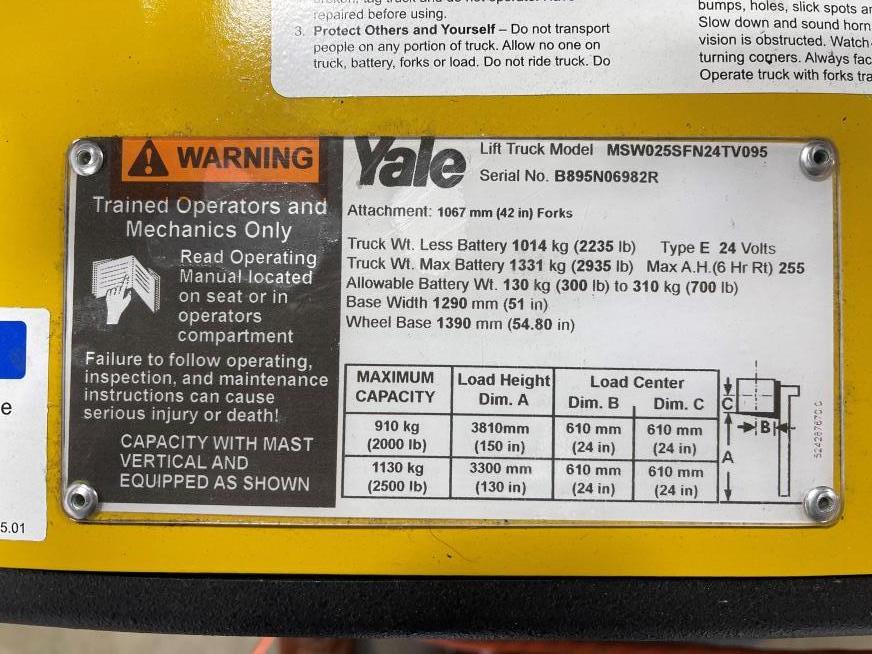 repaired before using.
3. Protect Others and Yourself – Do not transport
people on any portion of truck. Allow no one on
truck, battery, forks or load. Do not ride truck. Do
bumps, holes, slick spots
Slow down and sound horn
vision is obstructed. Watch
turning corners. Always
Operate truck with forks
WARNING
Trained Operators and
Mechanics Only
Read Operating
Manual located
on seat or in
operators
compartment
Failure to follow operating,
inspection, and maintenance
instructions can cause
serious injury or death!
CAPACITY WITH MAST
VERTICAL AND
EQUIPPED AS SHOWN
Yale
Lift Truck Model MSW025SFN24TV095
Serial No. B895N06982R
Attachment: 1067 mm (42 in) Forks
Truck Wt. Less Battery 1014 kg (2235 lb) Type E 24 Volts
Truck Wt. Max Battery 1331 kg (2935 lb) Max A.H.(6 Hr Rt) 255
Allowable Battery Wt. 130 kg (300 lb) to 310 kg (700 lb)
Base Width 1290 mm (51 in)
Wheel Base 1390 mm (54.80 in)
MAXIMUM CAPACITY Load Height Dim. A Load Center Dim. B Dim. C
910 kg (2000 lb) 3810mm (150 in) 610 mm (24 in) 610 mm (24 in)
1130 kg (2500 lb) 3300 mm (130 in) 610 mm (24 in) 610 mm (24 in)
C
B
A
524287670 C
e
5.01